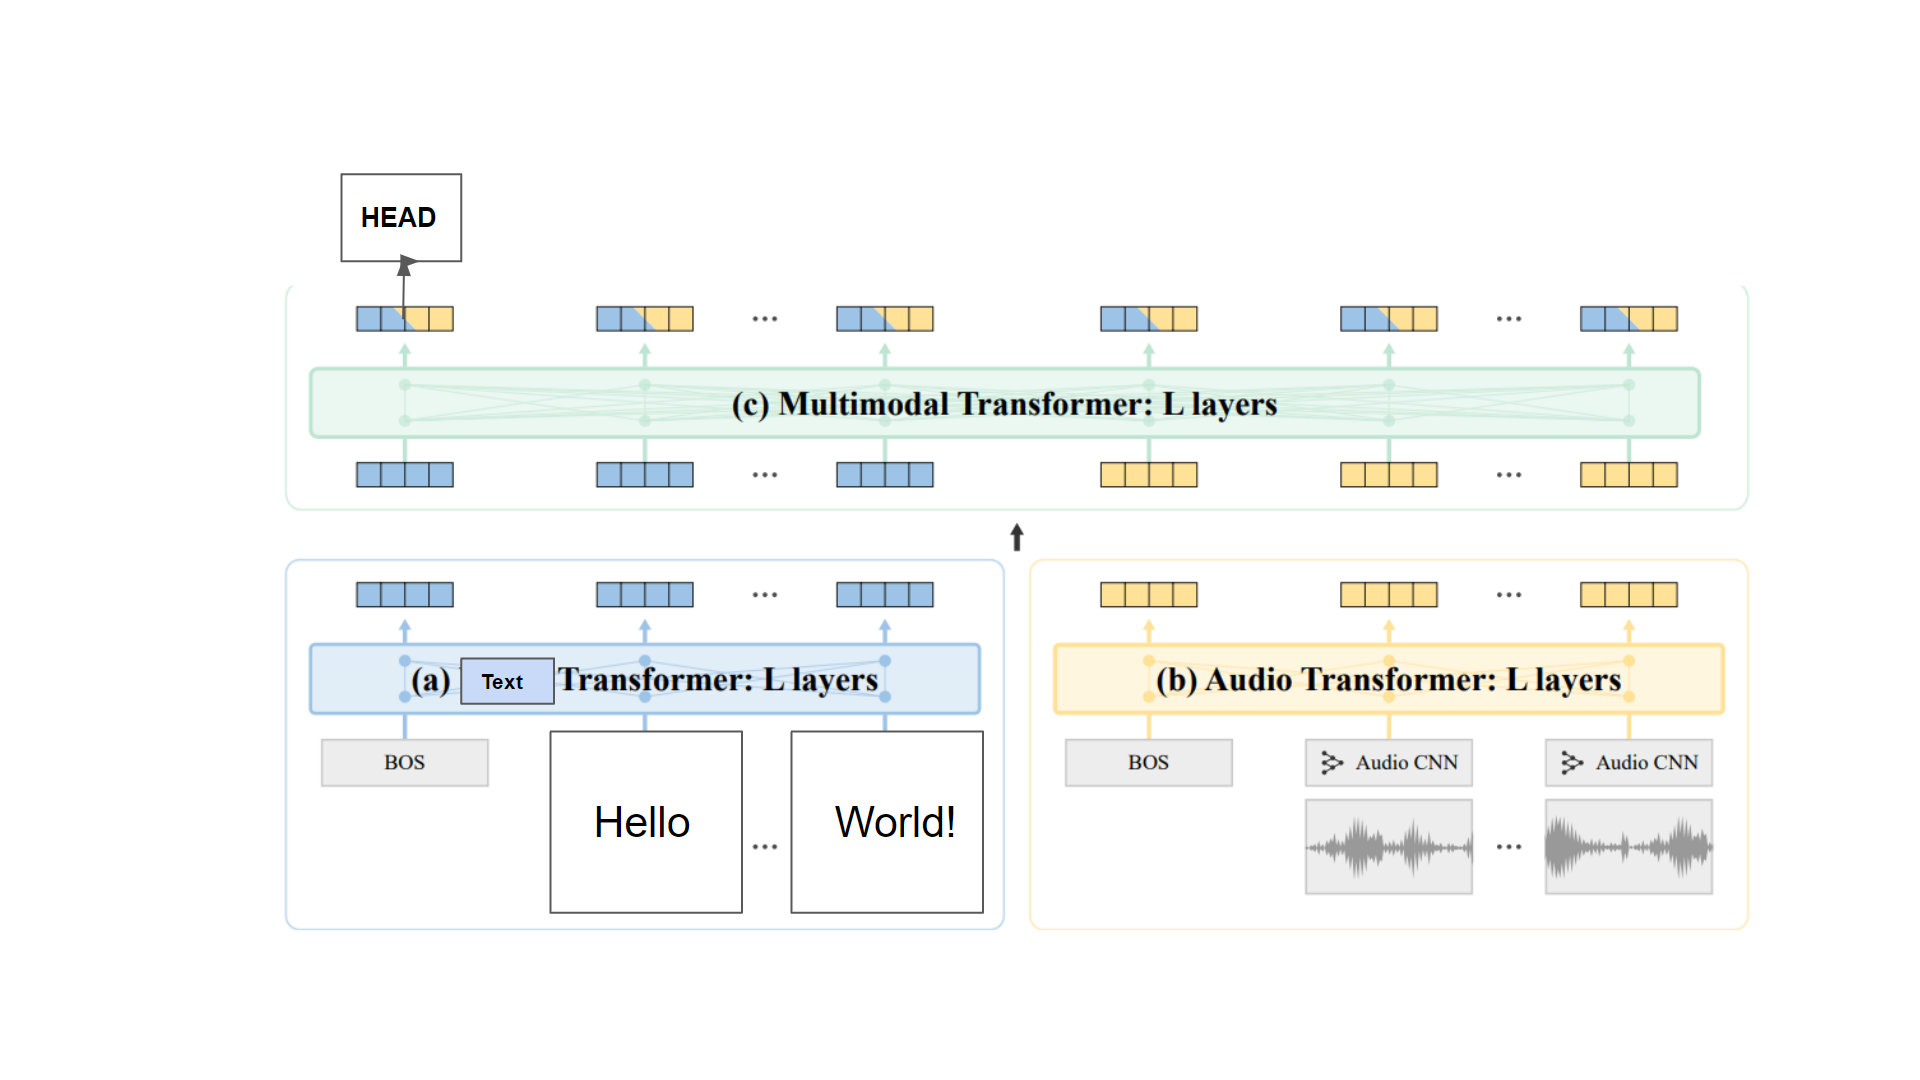 HEAD
...
...
(c) Multimodal Transformer: L layers
...
...
...
...
(a) Text Transformer: L layers
(b) Audio Transformer: L layers
BOS
Hello
...
World!
BOS
Audio CNN
Audio CNN
...